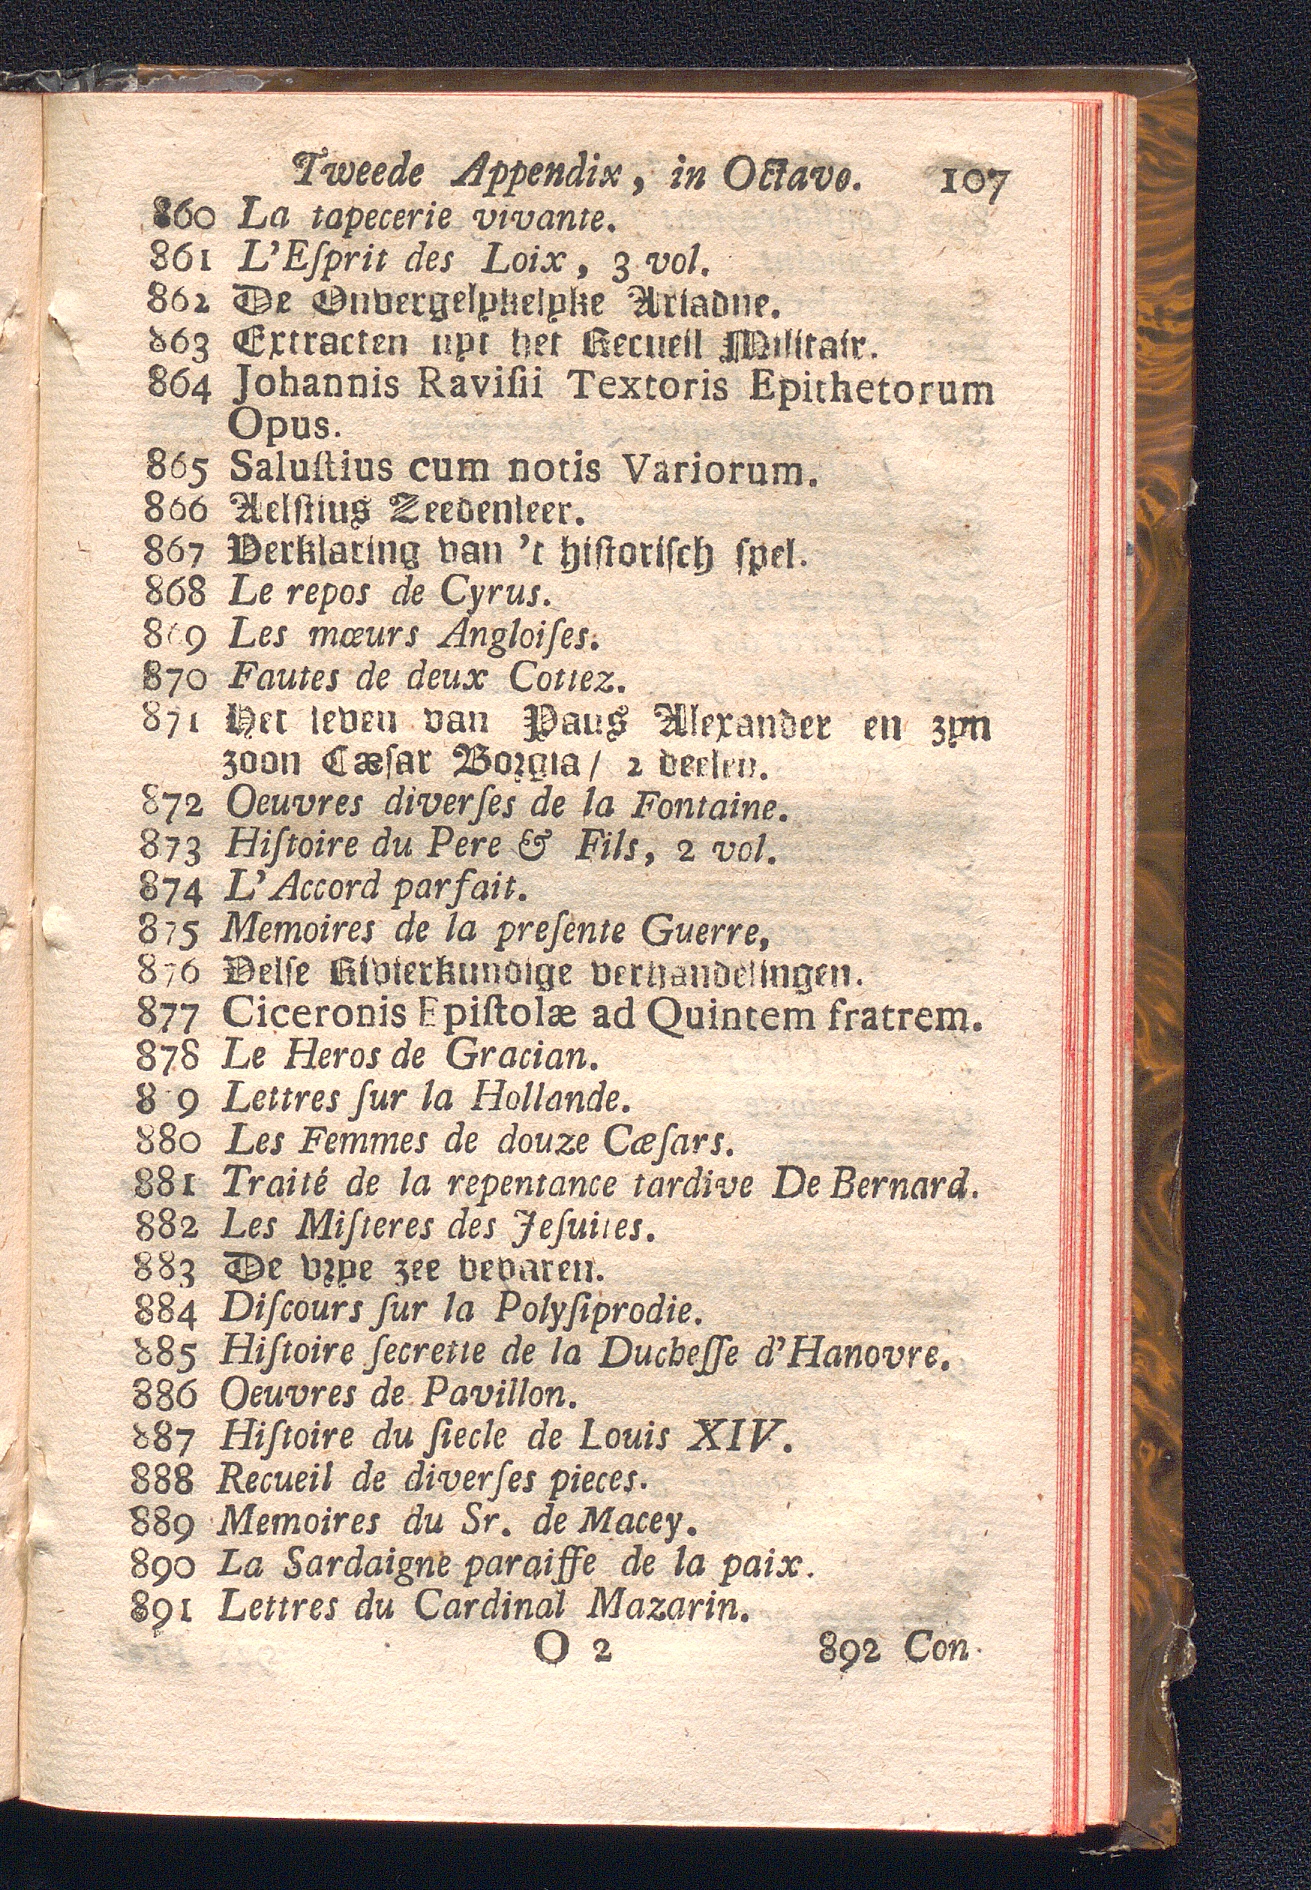 Tweede Appendix, in Octavo. 107
860 La tapecerie vivante.
861 L'Eſprit des Loix, 3 vol.
862 De Onvergelykelyke Ariadne.
863 Extracten uyt het Recueil Militair.
864 Johannis Raviſii Textoris Epithetorum
Opus.
865 Saluſtius cum notis Variorum.
866 Aelſtius Zeedenleer.
867 Verklaring van 't hiſtoriſch ſpel.
868 Le repos de Cyrus.
869 Les mœurs Angloiſes.
870 Fautes de deux Cottez.
871 Het leven van Paus Alexander en zyn
zoon Cæſar Borgia / 2 deelen.
872 Oeuvres diverſes de la Fontaine.
873 Hiſtoire du Pere & Fils, 2 vol.
874 L'Accord parfait.
875 Memoires de la preſente Guerre,
876 Velſe Rivierkundige verhandelingen.
877 Ciceronis Epiſtolæ ad Quintem fratrem.
878 Le Heros de Gracian.
8 9 Lettres ſur la Hollande.
880 Les Femmes de douze Cæſars.
881 Traité de la repentance tardive De Bernard.
882 Les Miſteres des Jeſuites.
883 De vrye zee bevaren.
884 Diſcours ſur la Polyſiprodie.
885 Hiſtoire ſecrette de la Ducheſſe d'Hanovre.
886 Oeuvres de Pavillon.
887 Hiſtoire du ſiecle de Louis XIV.
888 Recueil de diverſes pieces.
889 Memoires du Sr. de Macey.
890 La Sardaigne paraiſſe de la paix.
891 Lettres du Cardinal Mazarin.
O 2 892 Con-